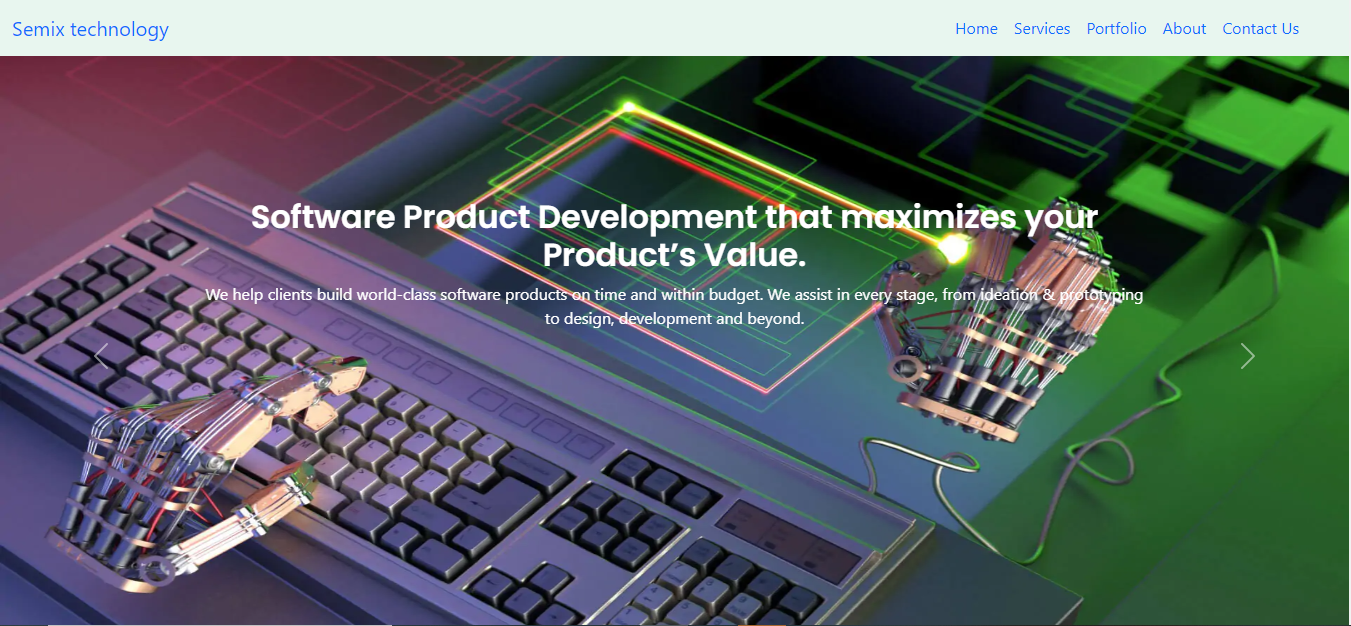 Semix technology
Home Services Portfolio About Contact Us
Software Product Development that maximizes your
Product’s Value.
We help clients build world-class software products on time and within budget. We assist in every stage, from ideation & prototyping
to design, development and beyond.